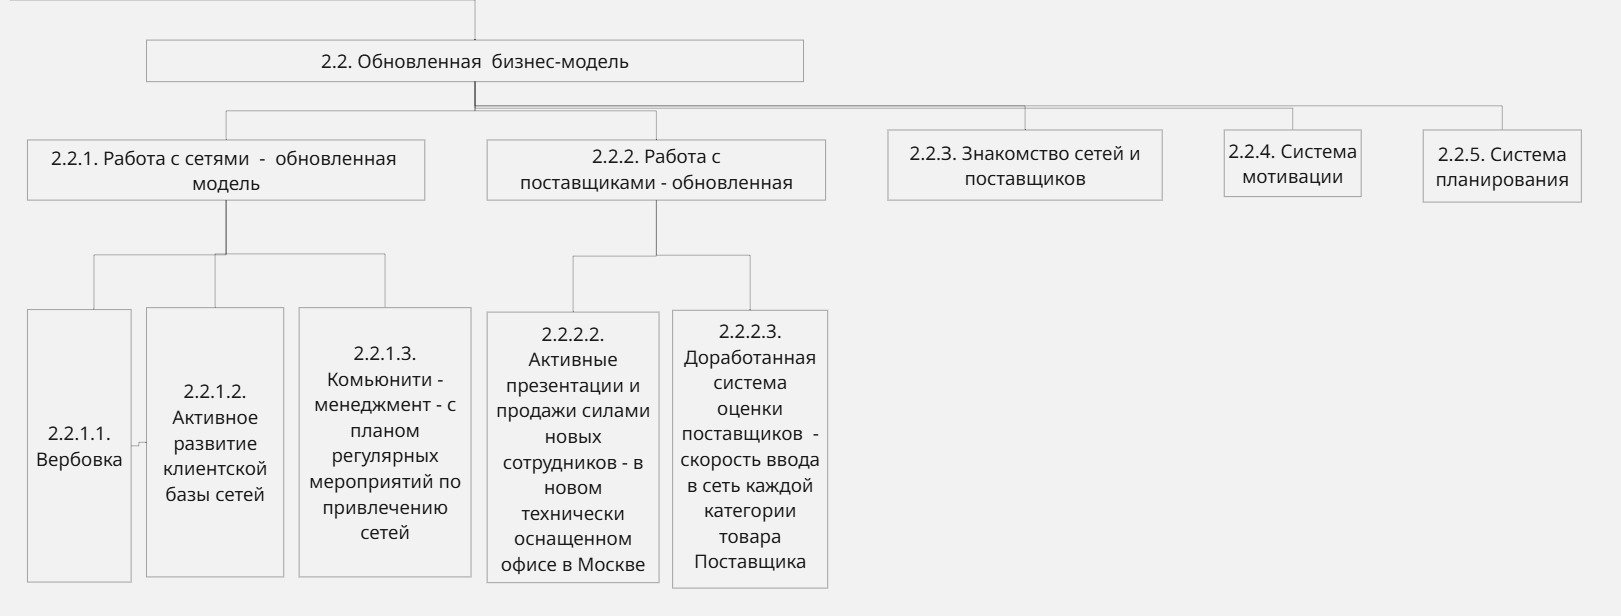 2.2. Обновленная  бизнес-модель
2.2.1. Работа с сетями  -  обновленная
модель
2.2.2. Работа с
поставщиками - обновленная
2.2.3. Знакомство сетей и
поставщиков
2.2.4. Система
мотивации
2.2.5. Система
планирования
2.2.1.1.
Вербовка
2.2.1.2.
Активное
развитие
клиентской
базы сетей
2.2.1.3.
Комьюнити -
менеджмент - с
планом
регулярных
мероприятий по
привлечению
сетей
2.2.2.2.
Активные
презентации и
продажи силами
новых
сотрудников - в
новом
технически
оснащенном
офисе в Москве
2.2.2.3.
Доработанная
система
оценки
поставщиков  -
скорость ввода
в сеть каждой
категории
товара
Поставщика